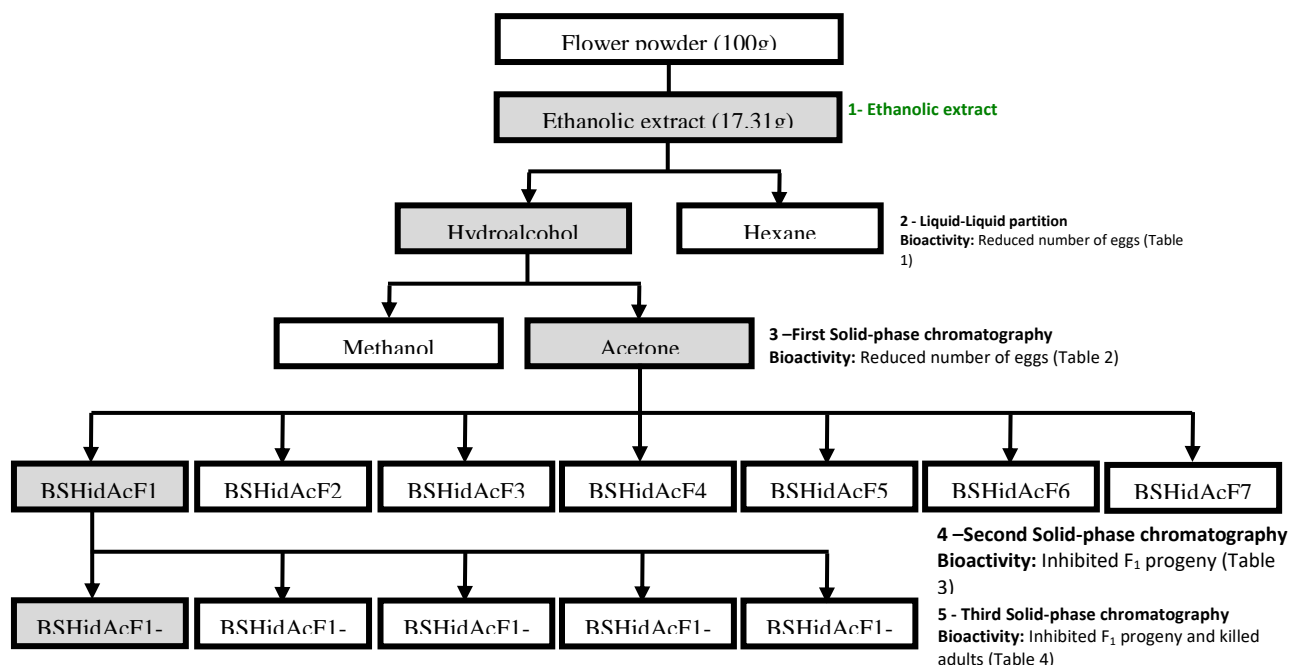 Flower powder (100g)
Ethanolic extract (17.31g)
1- Ethanolic extract
Hydroalcohol
Hexane
2 - Liquid-Liquid partition
Bioactivity: Reduced number of eggs (Table
1)
Methanol
Acetone
3 –First Solid-phase chromatography
Bioactivity: Reduced number of eggs (Table 2)
BSHidAcF1
BSHidAcF2
BSHidAcF3
BSHidAcF4
BSHidAcF5
BSHidAcF6
BSHidAcF7
4 –Second Solid-phase chromatography
Bioactivity: Inhibited F₁ progeny (Table
3)
BSHidAcF1-
BSHidAcF1-
BSHidAcF1-
BSHidAcF1-
BSHidAcF1-
5 - Third Solid-phase chromatography
Bioactivity: Inhibited F₁ progeny and killed
adults (Table 4)